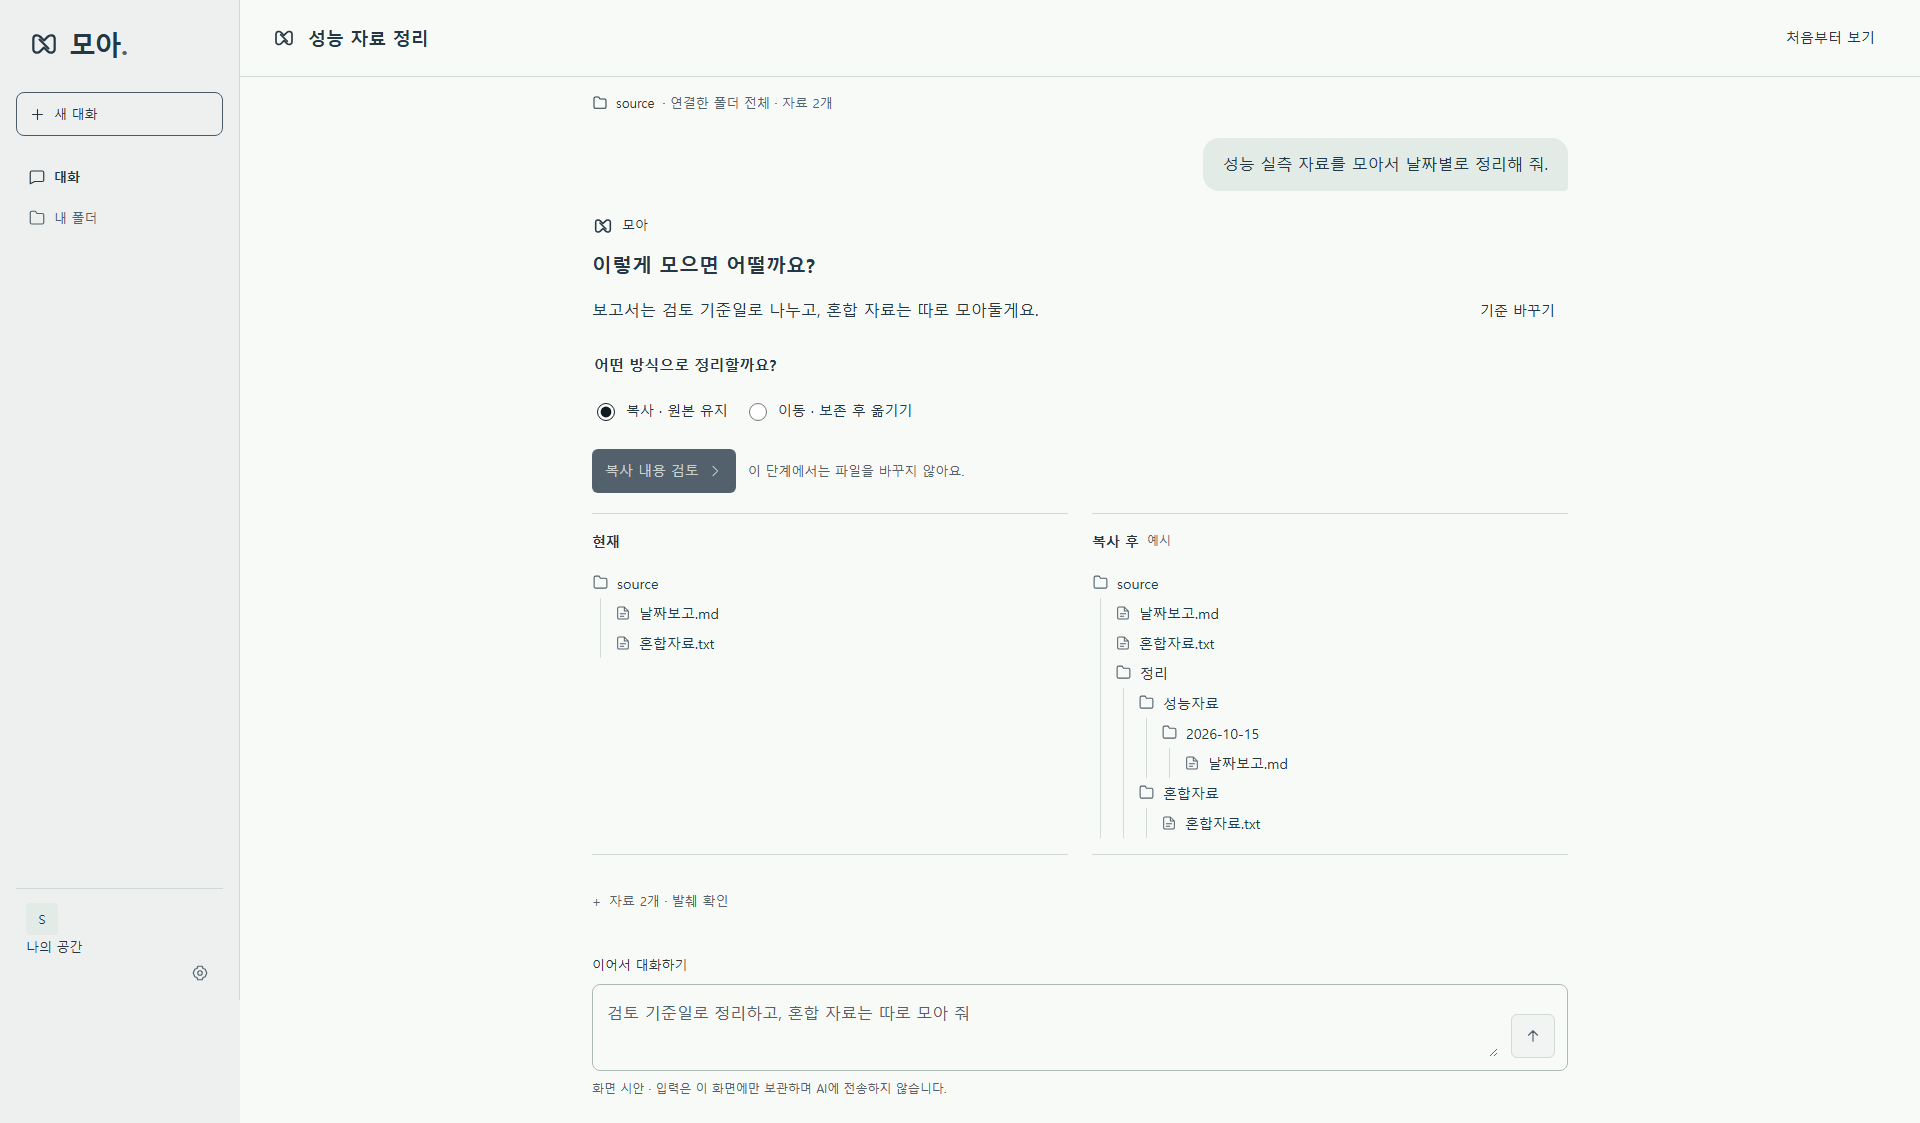 모아.
새 대화
대화
내 폴더
S
나의 공간
성능 자료 정리
처음부터 보기
source · 연결한 폴더 전체 · 자료 2개
성능 실측 자료를 모아서 날짜별로 정리해 줘.
모아
이렇게 모으면 어떨까요?
보고서는 검토 기준일로 나누고, 혼합 자료는 따로 모아둘게요.
기준 바꾸기
어떤 방식으로 정리할까요?
복사 · 원본 유지
이동 · 보존 후 옮기기
복사 내용 검토
이 단계에서는 파일을 바꾸지 않아요.
현재
source
날짜보고.md
혼합자료.txt
복사 후 예시
source
날짜보고.md
혼합자료.txt
정리
성능자료
2026-10-15
날짜보고.md
혼합자료
혼합자료.txt
+ 자료 2개 · 발췌 확인
이어서 대화하기
검토 기준일로 정리하고, 혼합 자료는 따로 모아 줘
화면 시안 · 입력은 이 화면에만 보관하며 AI에 전송하지 않습니다.